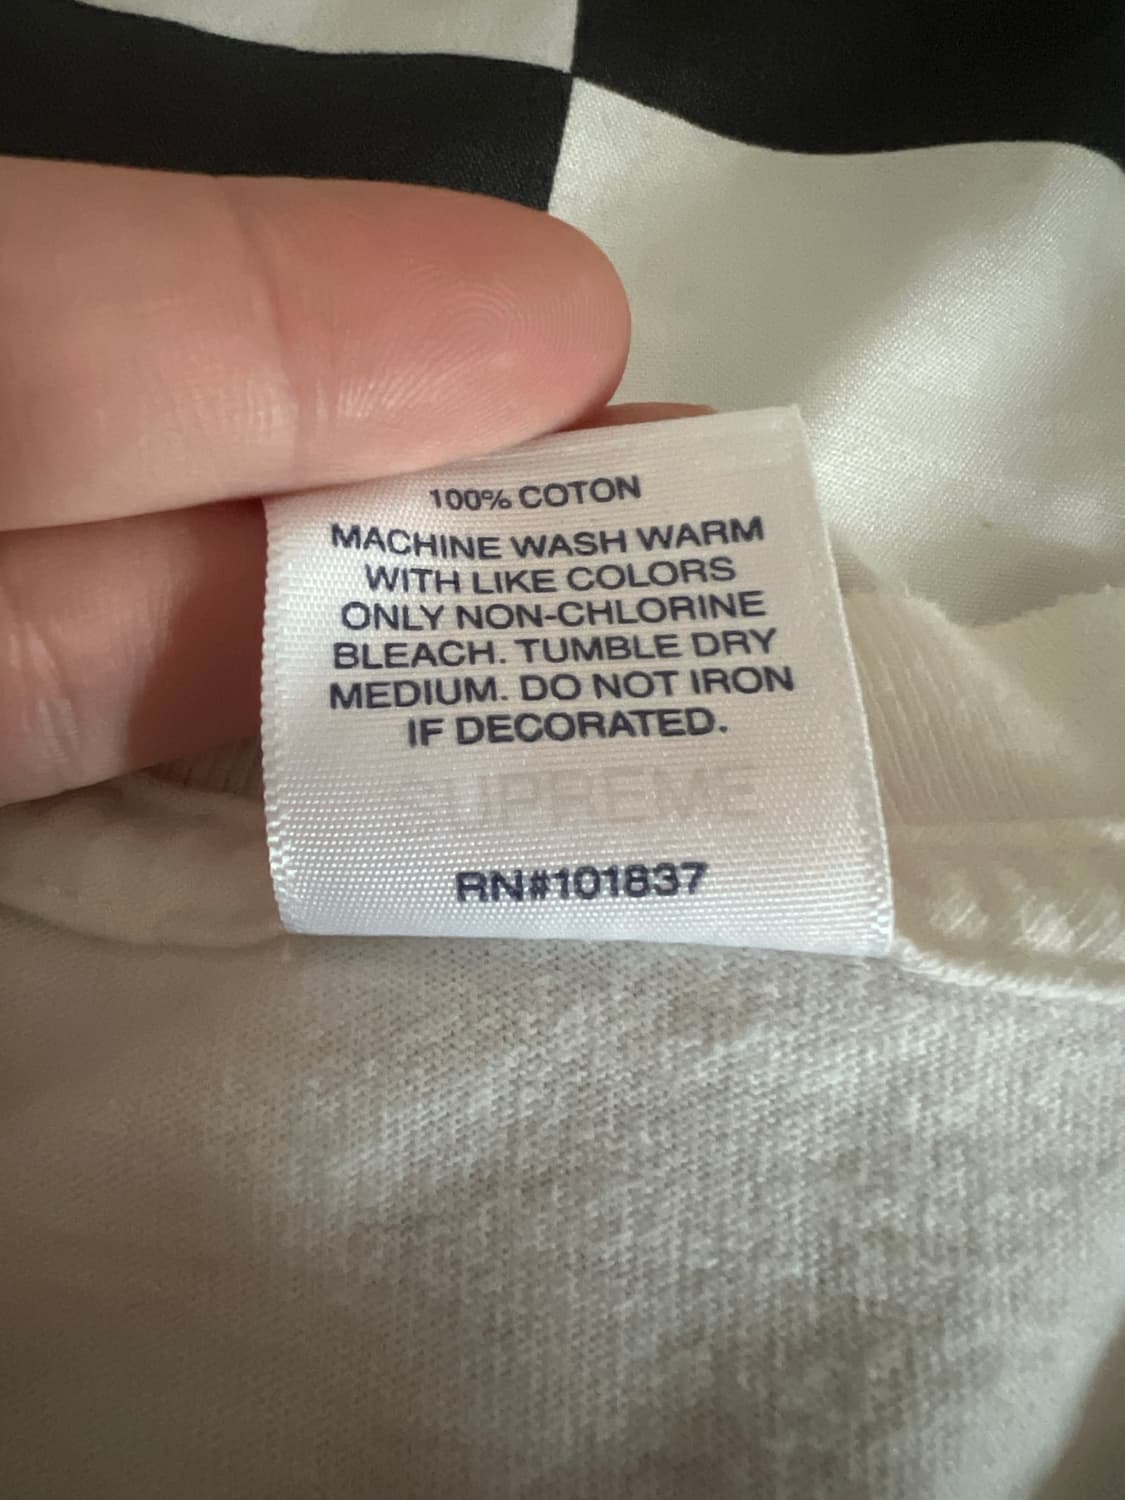 100% COTON
MACHINE WASH WARM
WITH LIKE COLORS
ONLY NON-CHLORINE
BLEACH. TUMBLE DRY
MEDIUM. DO NOT IRON
IF DECORATED.
SUPREME
RN#101837